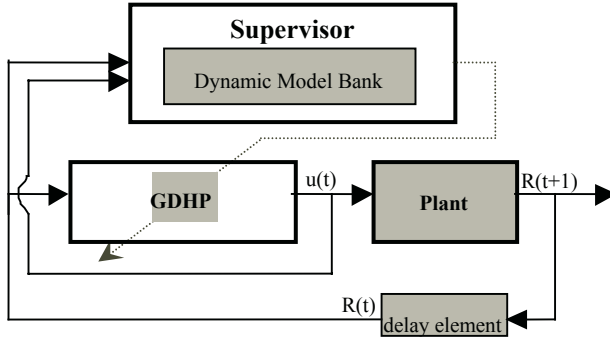 Supervisor
Dynamic Model Bank
GDHP
u(t)
Plant
R(t+1)
R(t)
delay element